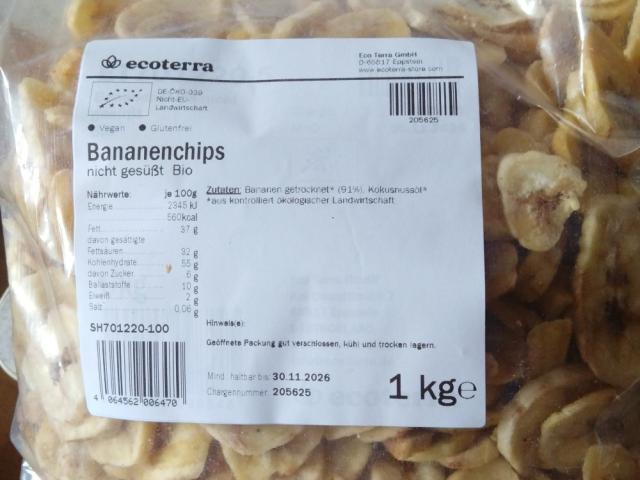 ecoterra
Eco Terra GmbH
D-65817 Eppstein
www.ecoterra-store.com
DE-ÖKO-039
Nicht-EU-
Landwirtschaft
205625
Vegan Glutenfrei
Bananenchips
nicht gesüßt Bio
Nährwerte: je 100g
Energie 2345 kJ
560kcal
Fett 37 g
davon gesättigte
Fettsäuren 32 g
Kohlenhydrate 55 g
davon Zucker 6 g
Ballaststoffe 10 g
Eiweiß 2 g
Salz 0,06 g
Zutaten: Bananen getrocknet* (91%), Kokosnussöl*
*aus kontrolliert ökologischer Landwirtschaft
SH701220-100
Hinweis(e):
Geöffnete Packung gut verschlossen, kühl und trocken lagern.
Mind. haltbar bis: 30.11.2026
Chargennummer: 205625
1 kg e
4 064562 006470